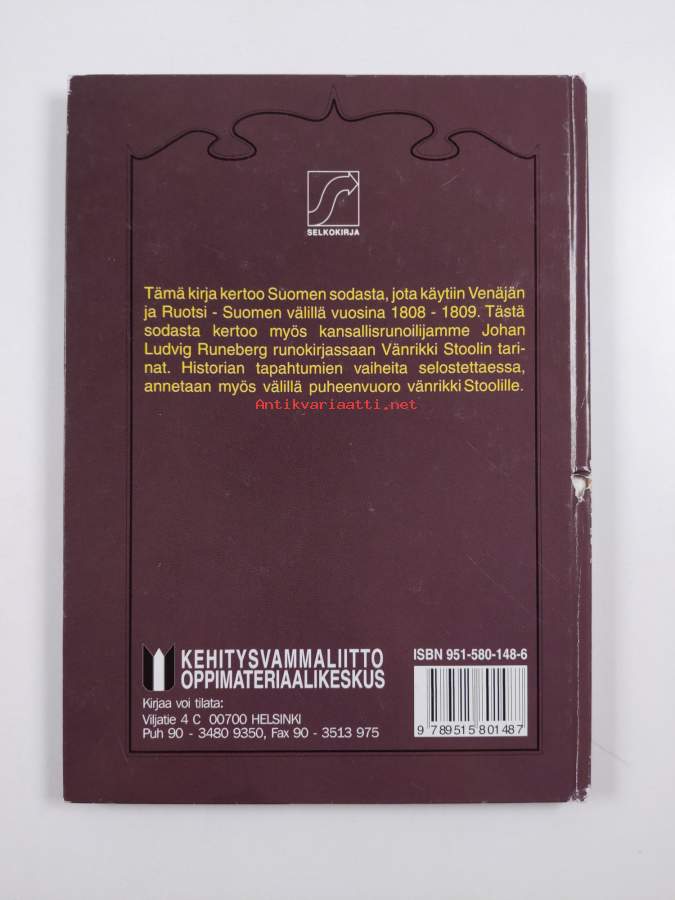 SELKOKIRJA
Tämä kirja kertoo Suomen sodasta, jota käytiin Venäjän
ja Ruotsi - Suomen välillä vuosina 1808 - 1809. Tästä
sodasta kertoo myös kansallisrunoilijamme Johan
Ludvig Runeberg runokirjassaan Vänrikki Stoolin tari-
nat. Historian tapahtumien vaiheita selostettaessa,
annetaan myös välillä puheenvuoro vänrikki Stoolille.
Antikvariaatti.net
KEHITYSVAMMALIITTO
OPPIMATERIAALIKESKUS
Kirjaa voi tilata:
Viljatie 4 C 00700 HELSINKI
Puh 90 - 3480 9350, Fax 90 - 3513 975
ISBN 951-580-148-6
9 789515 801487